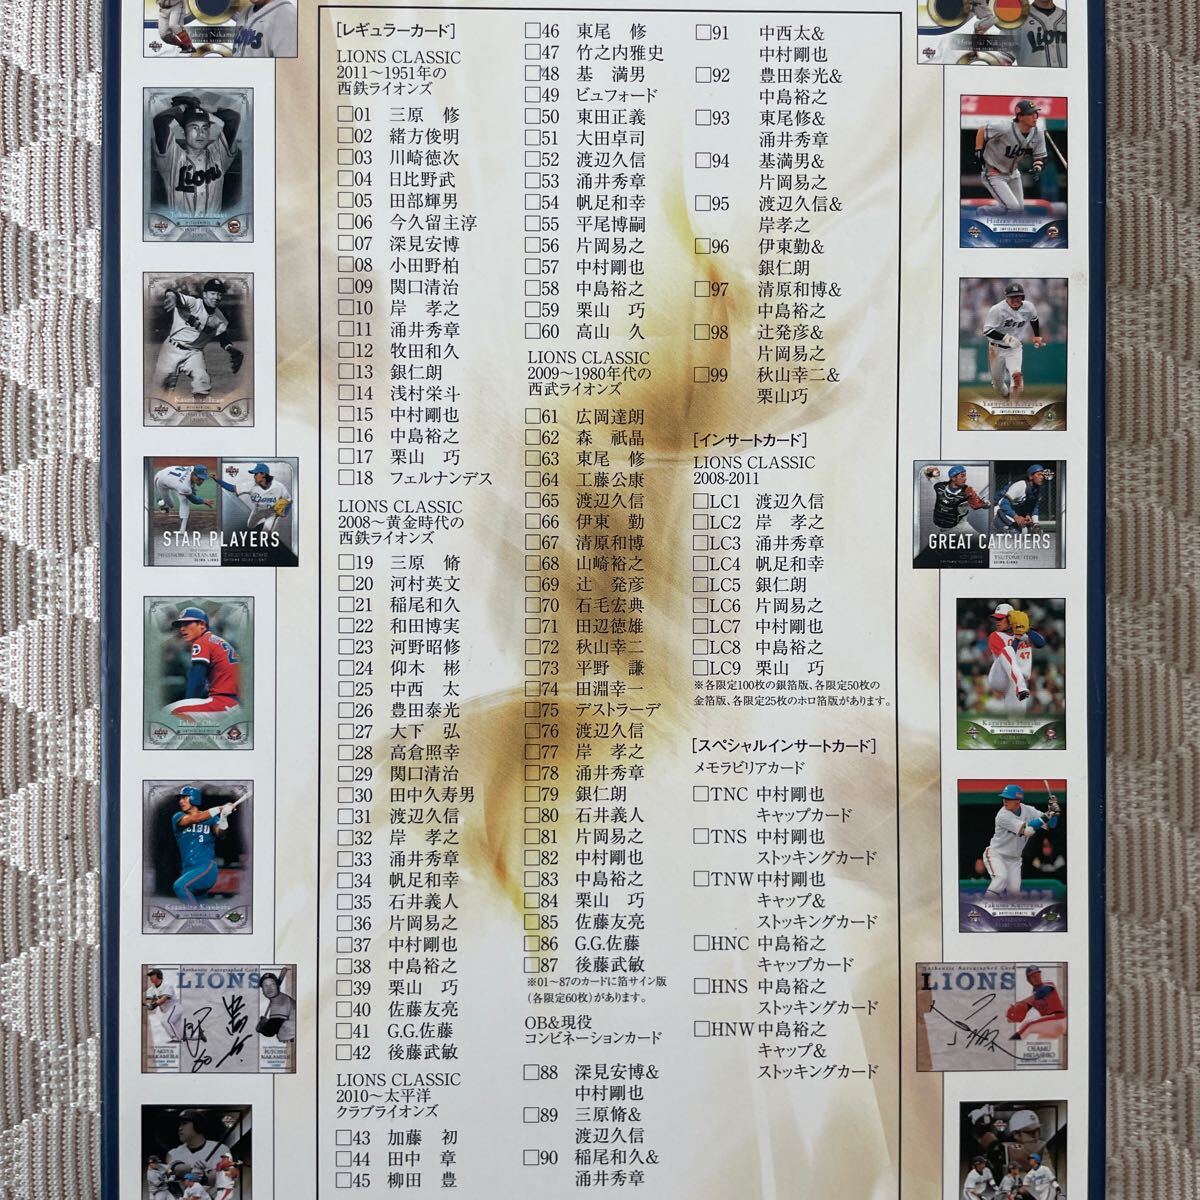 [レギュラーカード]
LIONS CLASSIC
2011～1951年の
西鉄ライオンズ
□01 三原　修
□02 緒方俊明
□03 川崎徳次
□04 日比野武
□05 田部輝男
□06 今久留主淳
□07 深見安博
□08 小田野柏
□09 関口清治
□10 岸　孝之
□11 涌井秀章
□12 牧田和久
□13 銀仁朗
□14 浅村栄斗
□15 中村剛也
□16 中島裕之
□17 栗山　巧
□18 フェルナンデス
LIONS CLASSIC
2008～黄金時代の
西鉄ライオンズ
□19 三原　脩
□20 河村英文
□21 稲尾和久
□22 和田博実
□23 河野昭修
□24 仰木　彬
□25 中西　太
□26 豊田泰光
□27 大下　弘
□28 高倉照幸
□29 関口清治
□30 田中久寿男
□31 渡辺久信
□32 岸　孝之
□33 涌井秀章
□34 帆足和幸
□35 石井義人
□36 片岡易之
□37 中村剛也
□38 中島裕之
□39 栗山　巧
□40 佐藤友亮
□41 G.G.佐藤
□42 後藤武敏
LIONS CLASSIC
2010～太平洋
クラブライオンズ
□43 加藤　初
□44 田中　章
□45 柳田　豊
□46 東尾　修
□47 竹之内雅史
□48 基　満男
□49 ビュフォード
□50 東田正義
□51 大田卓司
□52 渡辺久信
□53 涌井秀章
□54 帆足和幸
□55 平尾博嗣
□56 片岡易之
□57 中村剛也
□58 中島裕之
□59 栗山　巧
□60 高山　久
LIONS CLASSIC
2009～1980年代の
西武ライオンズ
□61 広岡達朗
□62 森　祇晶
□63 東尾　修
□64 工藤公康
□65 渡辺久信
□66 伊東　勤
□67 清原和博
□68 山崎裕之
□69 辻　発彦
□70 石毛宏典
□71 田辺徳雄
□72 秋山幸二
□73 平野　謙
□74 田淵幸一
□75 デストラーデ
□76 渡辺久信
□77 岸　孝之
□78 涌井秀章
□79 銀仁朗
□80 石井義人
□81 片岡易之
□82 中村剛也
□83 中島裕之
□84 栗山　巧
□85 佐藤友亮
□86 G.G.佐藤
□87 後藤武敏
※01～87のカードに箔サイン版
(各限定60枚)があります。
OB&現役
コンビネーションカード
□88 深見安博&
中村剛也
□89 三原脩&
渡辺久信
□90 稲尾和久&
涌井秀章
□91 中西太&
中村剛也
□92 豊田泰光&
中島裕之
□93 東尾修&
涌井秀章
□94 基満男&
片岡易之
□95 渡辺久信&
岸孝之
□96 伊東勤&
銀仁朗
□97 清原和博&
中島裕之
□98 辻発彦&
片岡易之
□99 秋山幸二&
栗山巧
[インサートカード]
LIONS CLASSIC
2008-2011
□LC1 渡辺久信
□LC2 岸　孝之
□LC3 涌井秀章
□LC4 帆足和幸
□LC5 銀仁朗
□LC6 片岡易之
□LC7 中村剛也
□LC8 中島裕之
□LC9 栗山　巧
※各限定100枚の銀箔版、各限定50枚の
金箔版、各限定25枚のホロ箔版があります。
[スペシャルインサートカード]
メモラビリアカード
□TNC 中村剛也
キャップカード
□TNS 中村剛也
ストッキングカード
□TNW 中村剛也
キャップ&
ストッキングカード
□HNC 中島裕之
キャップカード
□HNS 中島裕之
ストッキングカード
□HNW 中島裕之
キャップ&
ストッキングカード
STAR PLAYERS
Authentic Autographed Card
LIONS
GREAT CATCHERS
Authentic Autographed Card
LIONS